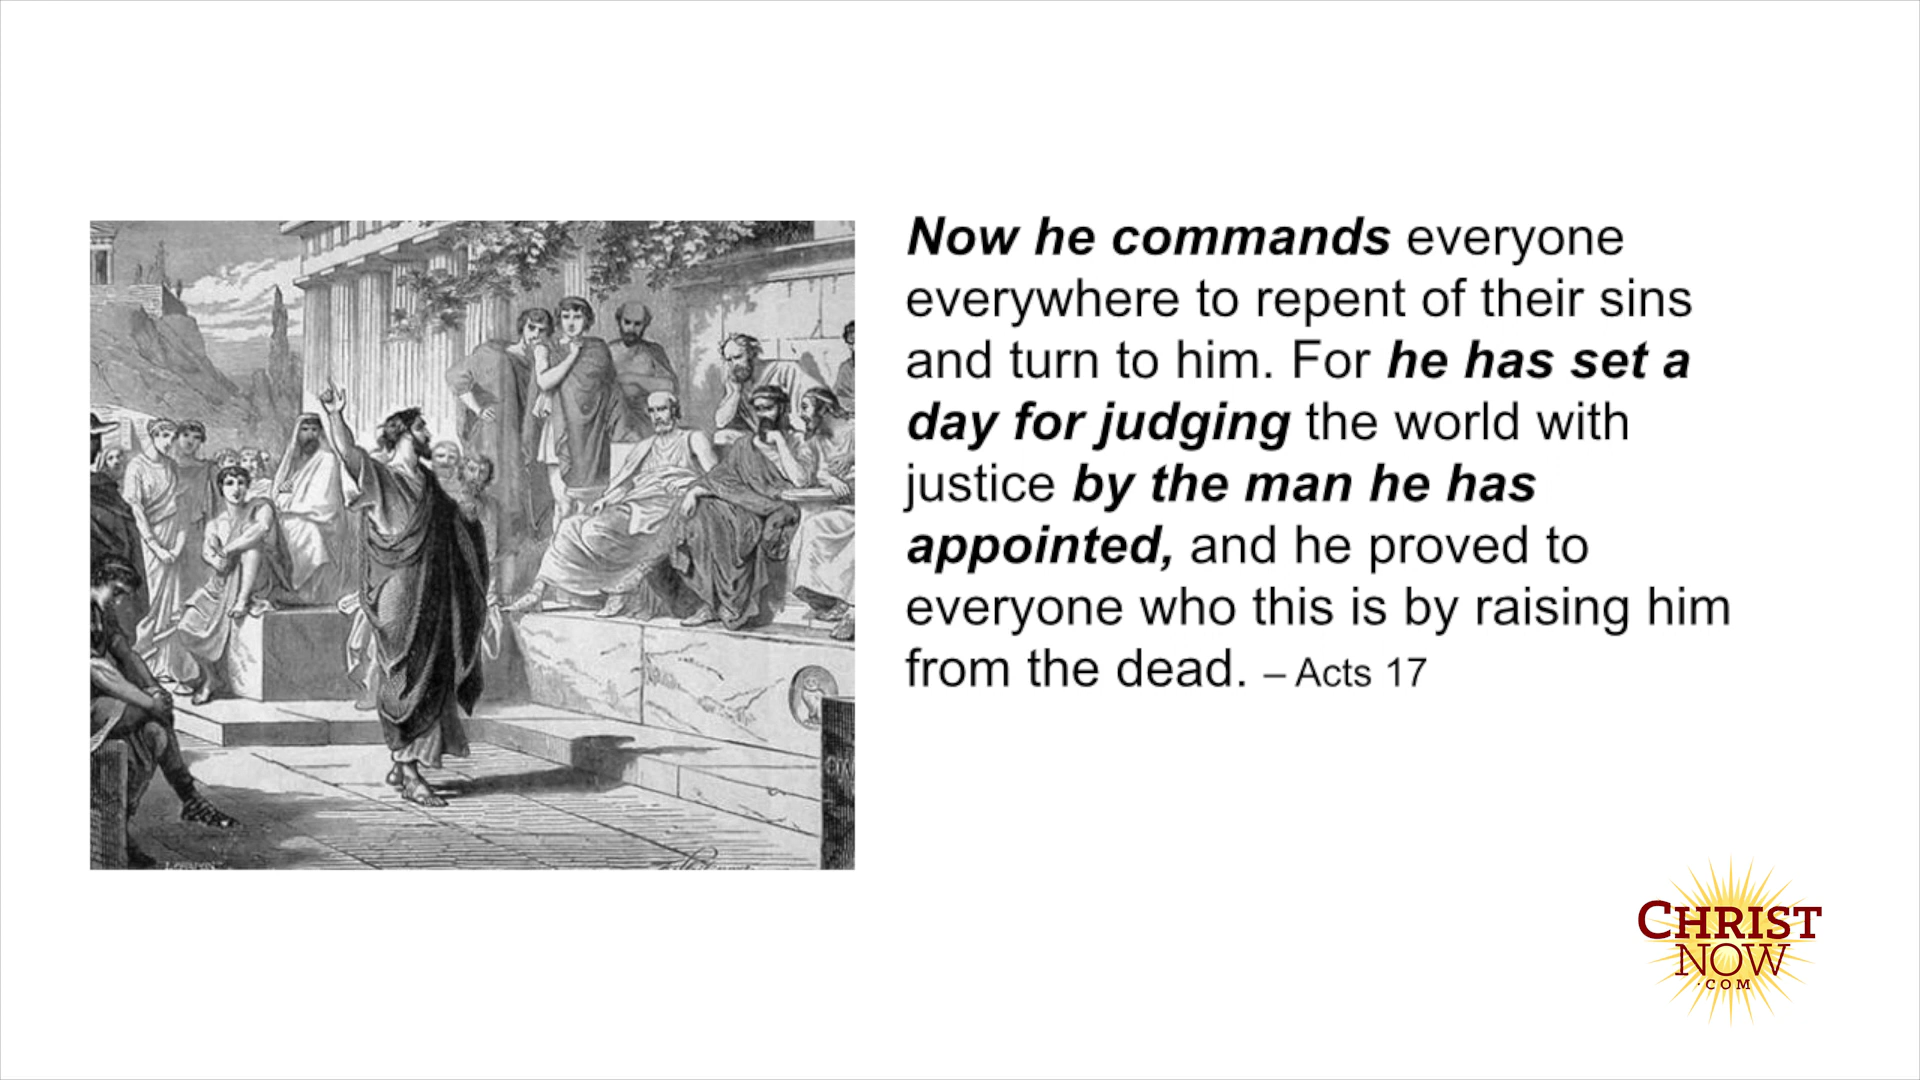 Now he commands everyone
everywhere to repent of their sins
and turn to him. For he has set a
day for judging the world with
justice by the man he has
appointed, and he proved to
everyone who this is by raising him
from the dead. – Acts 17
CHRIST
NOW
.COM